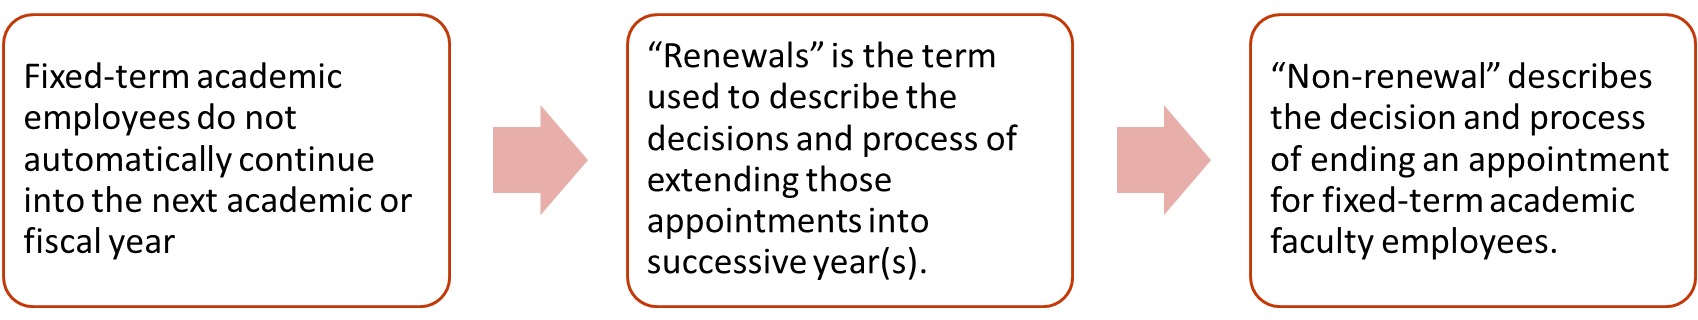 Fixed-term academic
employees do not
automatically continue
into the next academic or
fiscal year
“Renewals” is the term
used to describe the
decisions and process of
extending those
appointments into
successive year(s).
“Non-renewal” describes
the decision and process
of ending an appointment
for fixed-term academic
faculty employees.